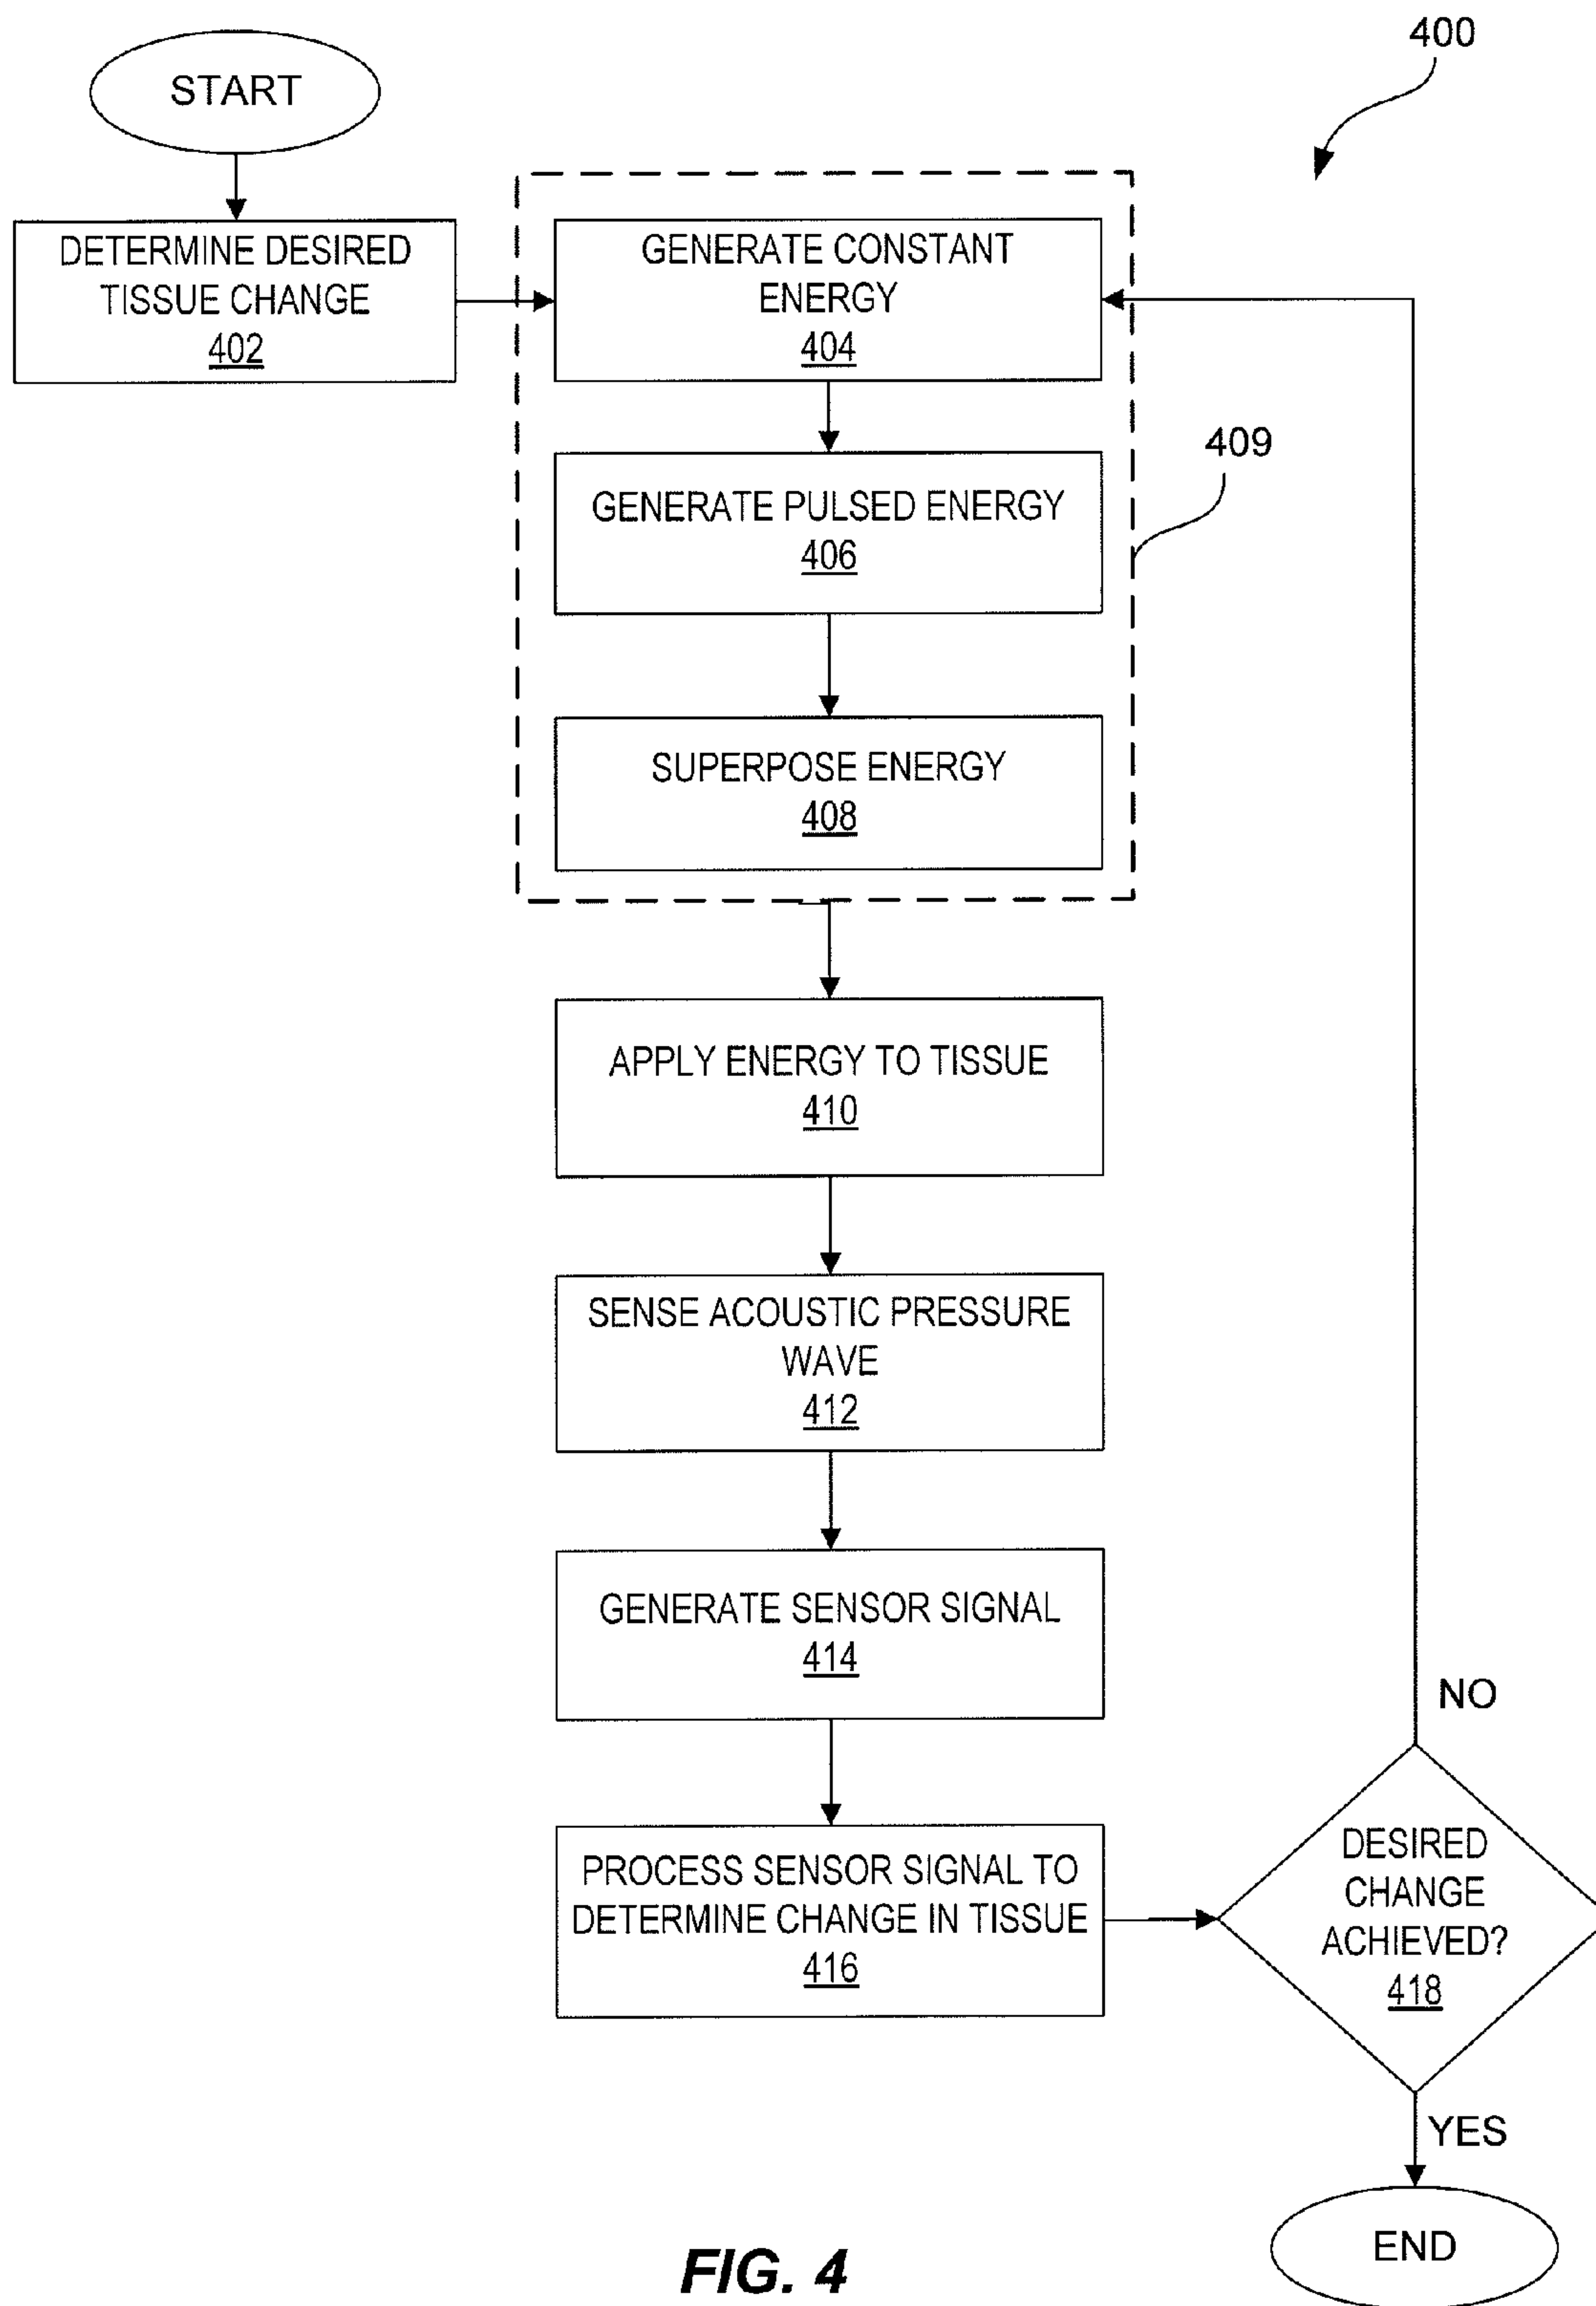 400
START
DETERMINE DESIRED
TISSUE CHANGE
402
GENERATE CONSTANT
ENERGY
404
409
GENERATE PULSED ENERGY
406
SUPERPOSE ENERGY
408
APPLY ENERGY TO TISSUE
410
SENSE ACOUSTIC PRESSURE
WAVE
412
GENERATE SENSOR SIGNAL
414
PROCESS SENSOR SIGNAL TO
DETERMINE CHANGE IN TISSUE
416
NO
DESIRED
CHANGE
ACHIEVED?
418
YES
END
FIG. 4